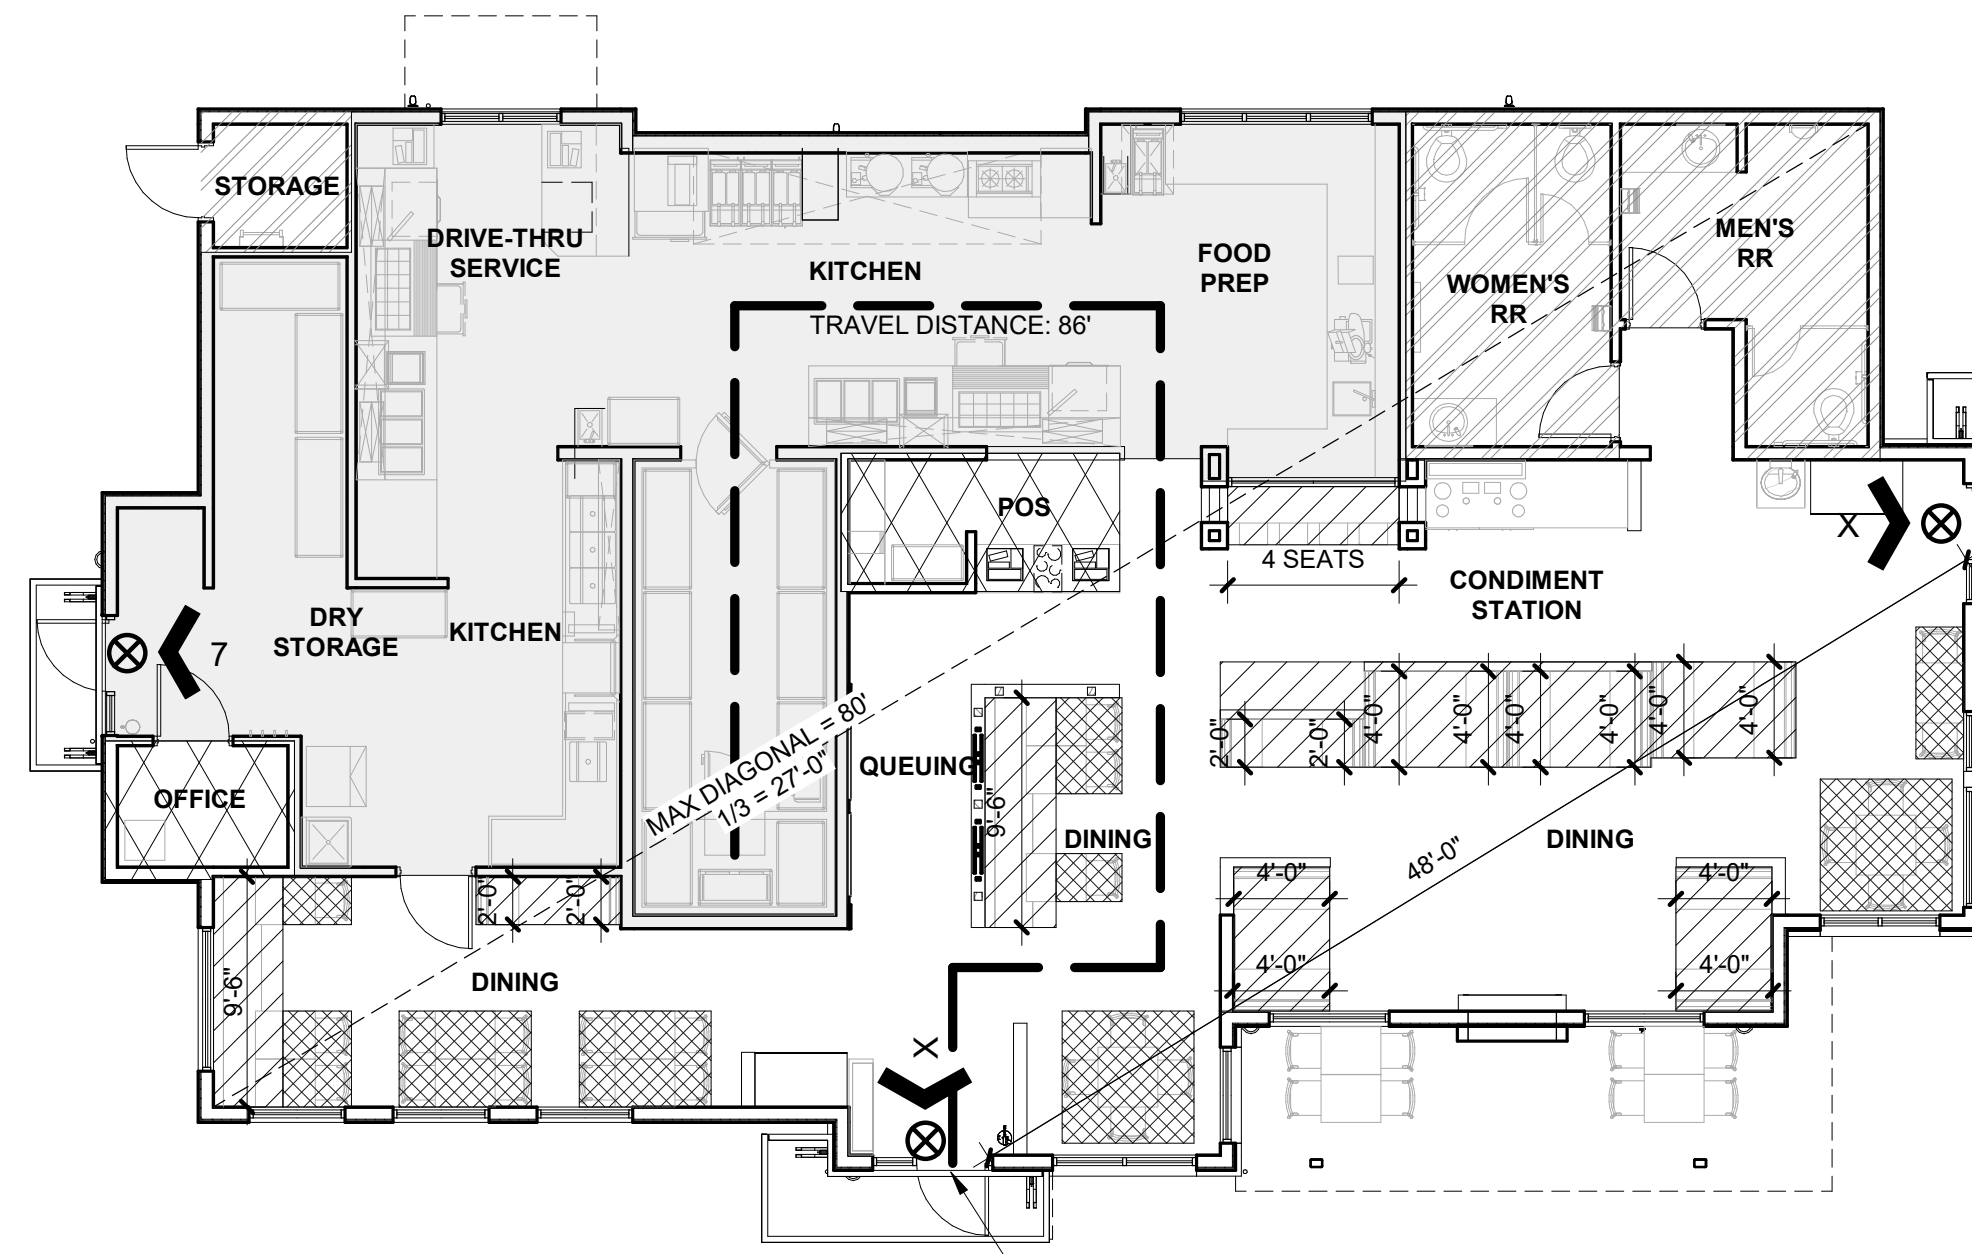 STORAGE
DRIVE-THRU
SERVICE
KITCHEN
FOOD
PREP
WOMEN'S
RR
MEN'S
RR
TRAVEL DISTANCE: 86'
POS
X
4 SEATS
CONDIMENT
STATION
DRY
STORAGE
KITCHEN
7
MAX DIAGONAL = 80'
1/3 = 27'-0"
QUEUING
2'-0"
2'-0"
4'-0"
4'-0"
4'-0"
4'-0"
4'-0"
4'-0"
OFFICE
9'-6"
DINING
DINING
48'-0"
4'-0"
4'-0"
2'-0"
2'-0"
9'-6"
DINING
4'-0"
4'-0"
X